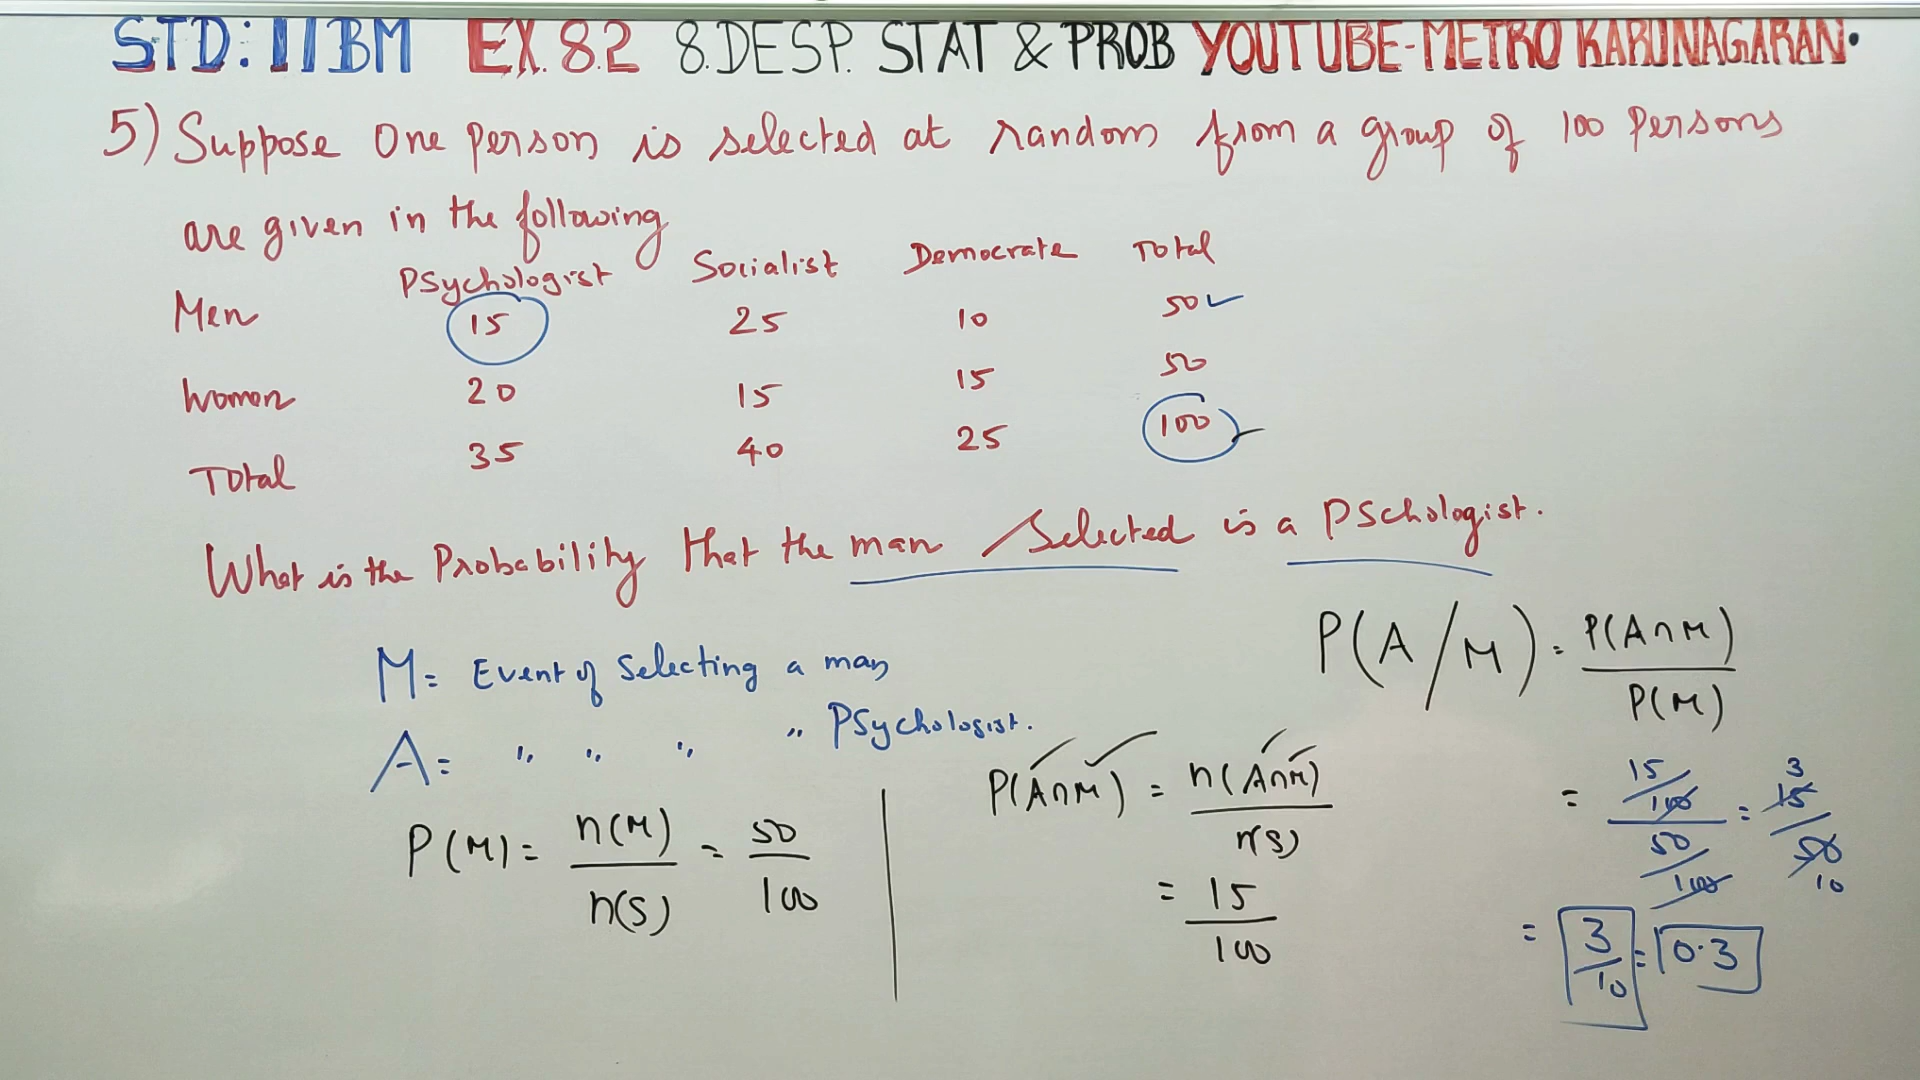 STD: 11BM EX.8.2 8.DESP. STAT & PROB YOUTUBE-METRO KARUNAGARAN.
5) Suppose One person is selected at random from a group of 100 Persons
are given in the following
Psychologist Socialist Democrate Total
Men 15 25 10 50
Women 20 15 15 50
Total 35 40 25 100
What is the Probability that the man selected is a Pschologist.
M = Event of Selecting a man
A = " " " " Psychologist.
P(M) = n(M)/n(S) = 50/100
P(A∩M) = n(A∩M)/n(S)
= 15/100
P(A/M) = P(A∩M)/P(M)
= 15/100 / 50/100 = 15/50 3 10
= 3/10 = 0.3